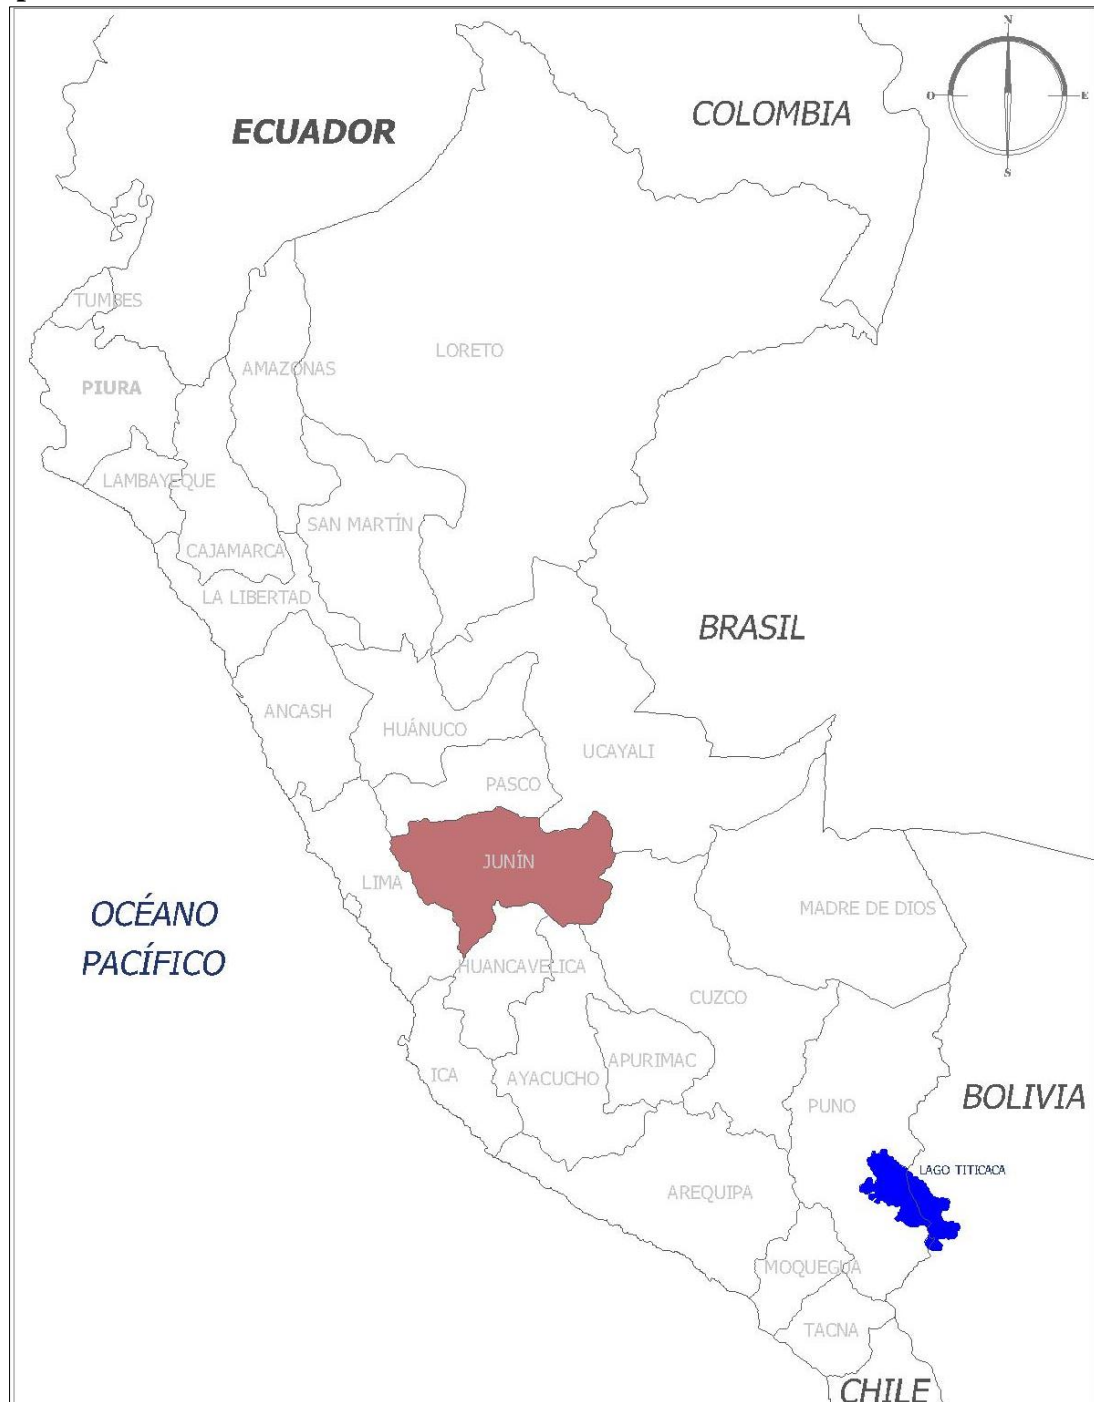 N
COLOMBIA
O
E
ECUADOR
S
TUMBES
LORETO
AMAZONAS
PIURA
LAMBAYEQUE
SAN MARTÍN
CAJAMARCA
LA LIBERTAD
BRASIL
ANCASH
HUÁNUCO
UCAYALI
PASCO
JUNÍN
LIMA
MADRE DE DIOS
OCÉANO
PACÍFICO
HUANCAVELICA
CUZCO
APURIMAC
ICA
AYACUCHO
PUNO
BOLIVIA
LAGO TITICACA
AREQUIPA
MOQUEGUA
TACNA
CHILE